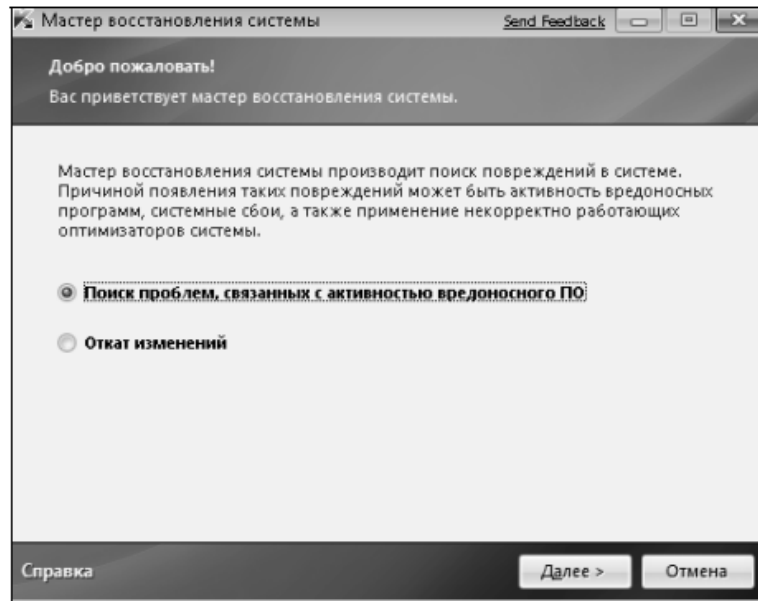 Мастер восстановления системы Send Feedback
Добро пожаловать!
Вас приветствует мастер восстановления системы.
Мастер восстановления системы производит поиск повреждений в системе.
Причиной появления таких повреждений может быть активность вредоносных
программ, системные сбои, а также применение некорректно работающих
оптимизаторов системы.
Поиск проблем, связанных с активностью вредоносного ПО
Откат изменений
Справка Далее > Отмена